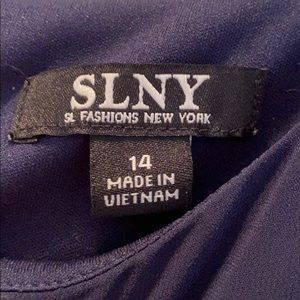 SLNY
SL FASHIONS NEW YORK
14
MADE IN
VIETNAM